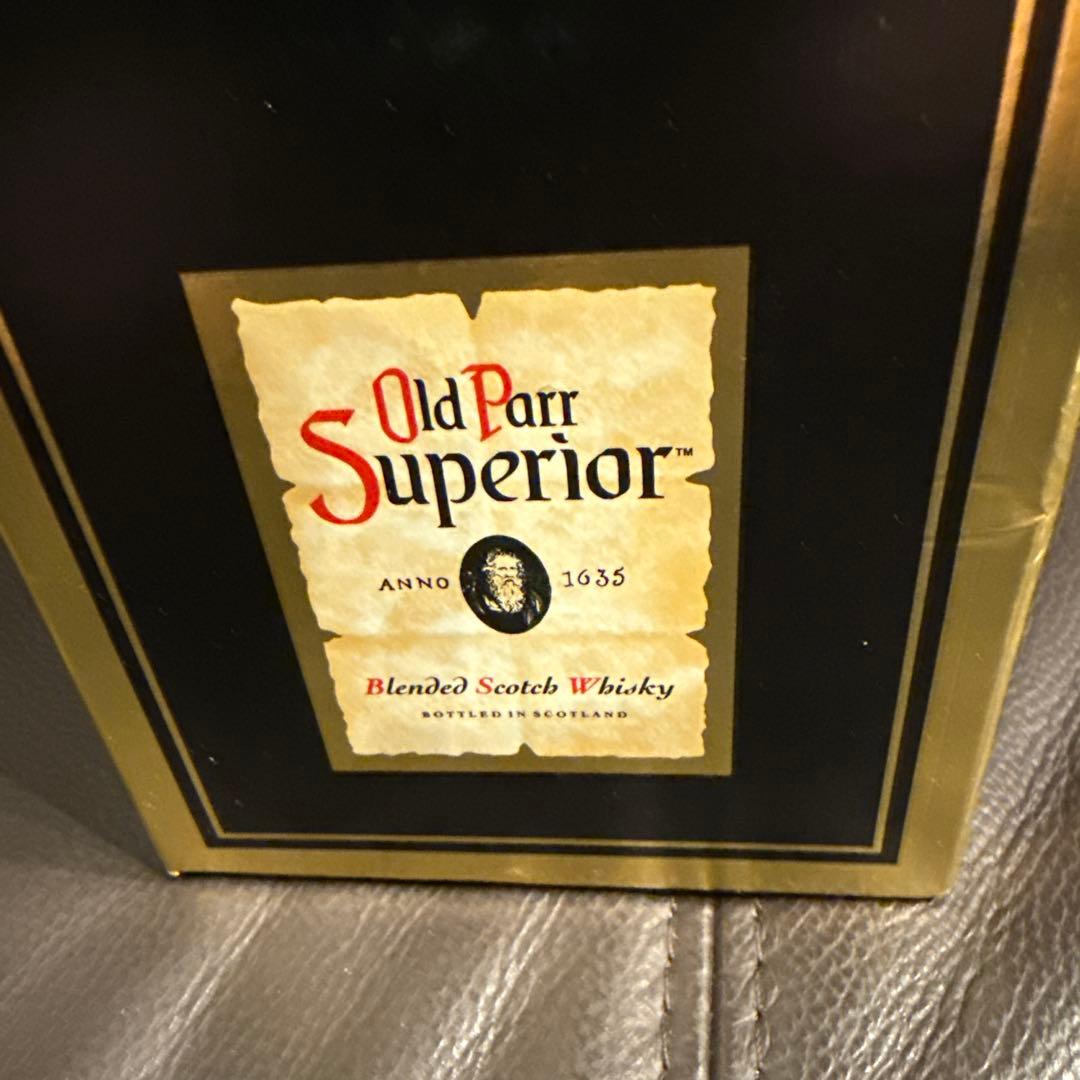 Old Parr
Superior™
ANNO 1635
Blended Scotch Whisky
BOTTLED IN SCOTLAND